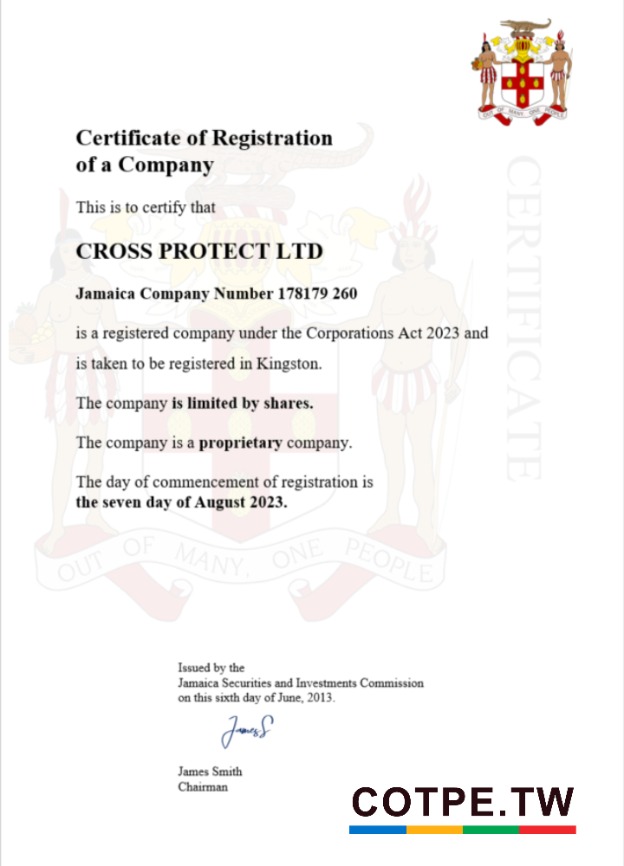 OUT OF MANY, ONE PEOPLE
Certificate of Registration
of a Company
This is to certify that
CROSS PROTECT LTD
Jamaica Company Number 178179 260
is a registered company under the Corporations Act 2023 and
is taken to be registered in Kingston.
The company is limited by shares.
The company is a proprietary company.
The day of commencement of registration is
the seven day of August 2023.
CERTIFICATE
OUT OF MANY, ONE PEOPLE
Issued by the
Jamaica Securities and Investments Commission
on this sixth day of June, 2013.
JamesS
James Smith
Chairman
COTPE.TW